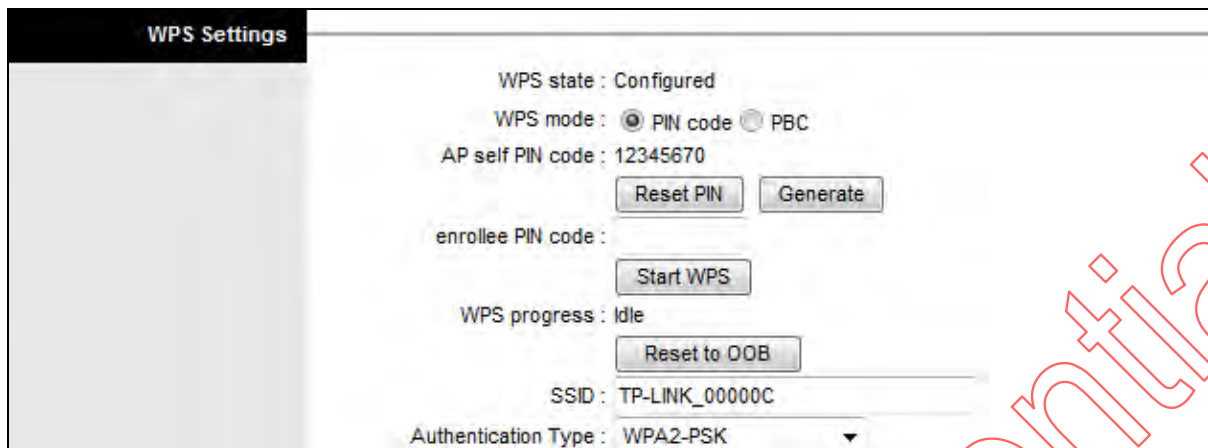 WPS Settings
WPS state : Configured
WPS mode : PIN code PBC
AP self PIN code : 12345670
Reset PIN Generate
enrollee PIN code :
Start WPS
WPS progress : Idle
Reset to OOB
SSID : TP-LINK_00000C
Authentication Type : WPA2-PSK